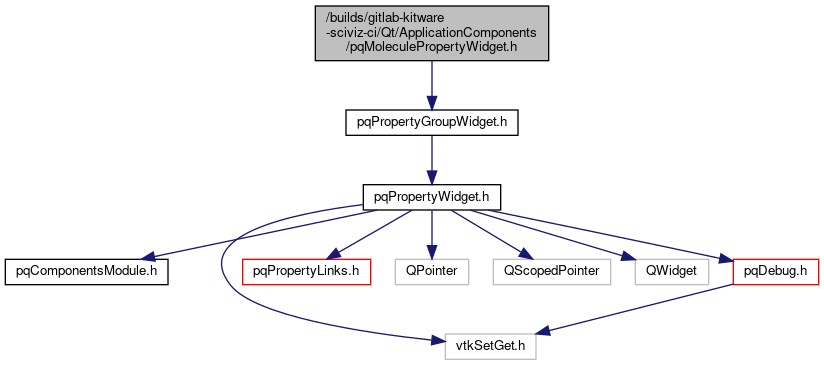 /builds/gitlab-kitware
-sciviz-ci/Qt/ApplicationComponents
/pqMoleculePropertyWidget.h
pqPropertyGroupWidget.h
pqPropertyWidget.h
pqComponentsModule.h
pqPropertyLinks.h
QPointer
QScopedPointer
QWidget
pqDebug.h
vtkSetGet.h